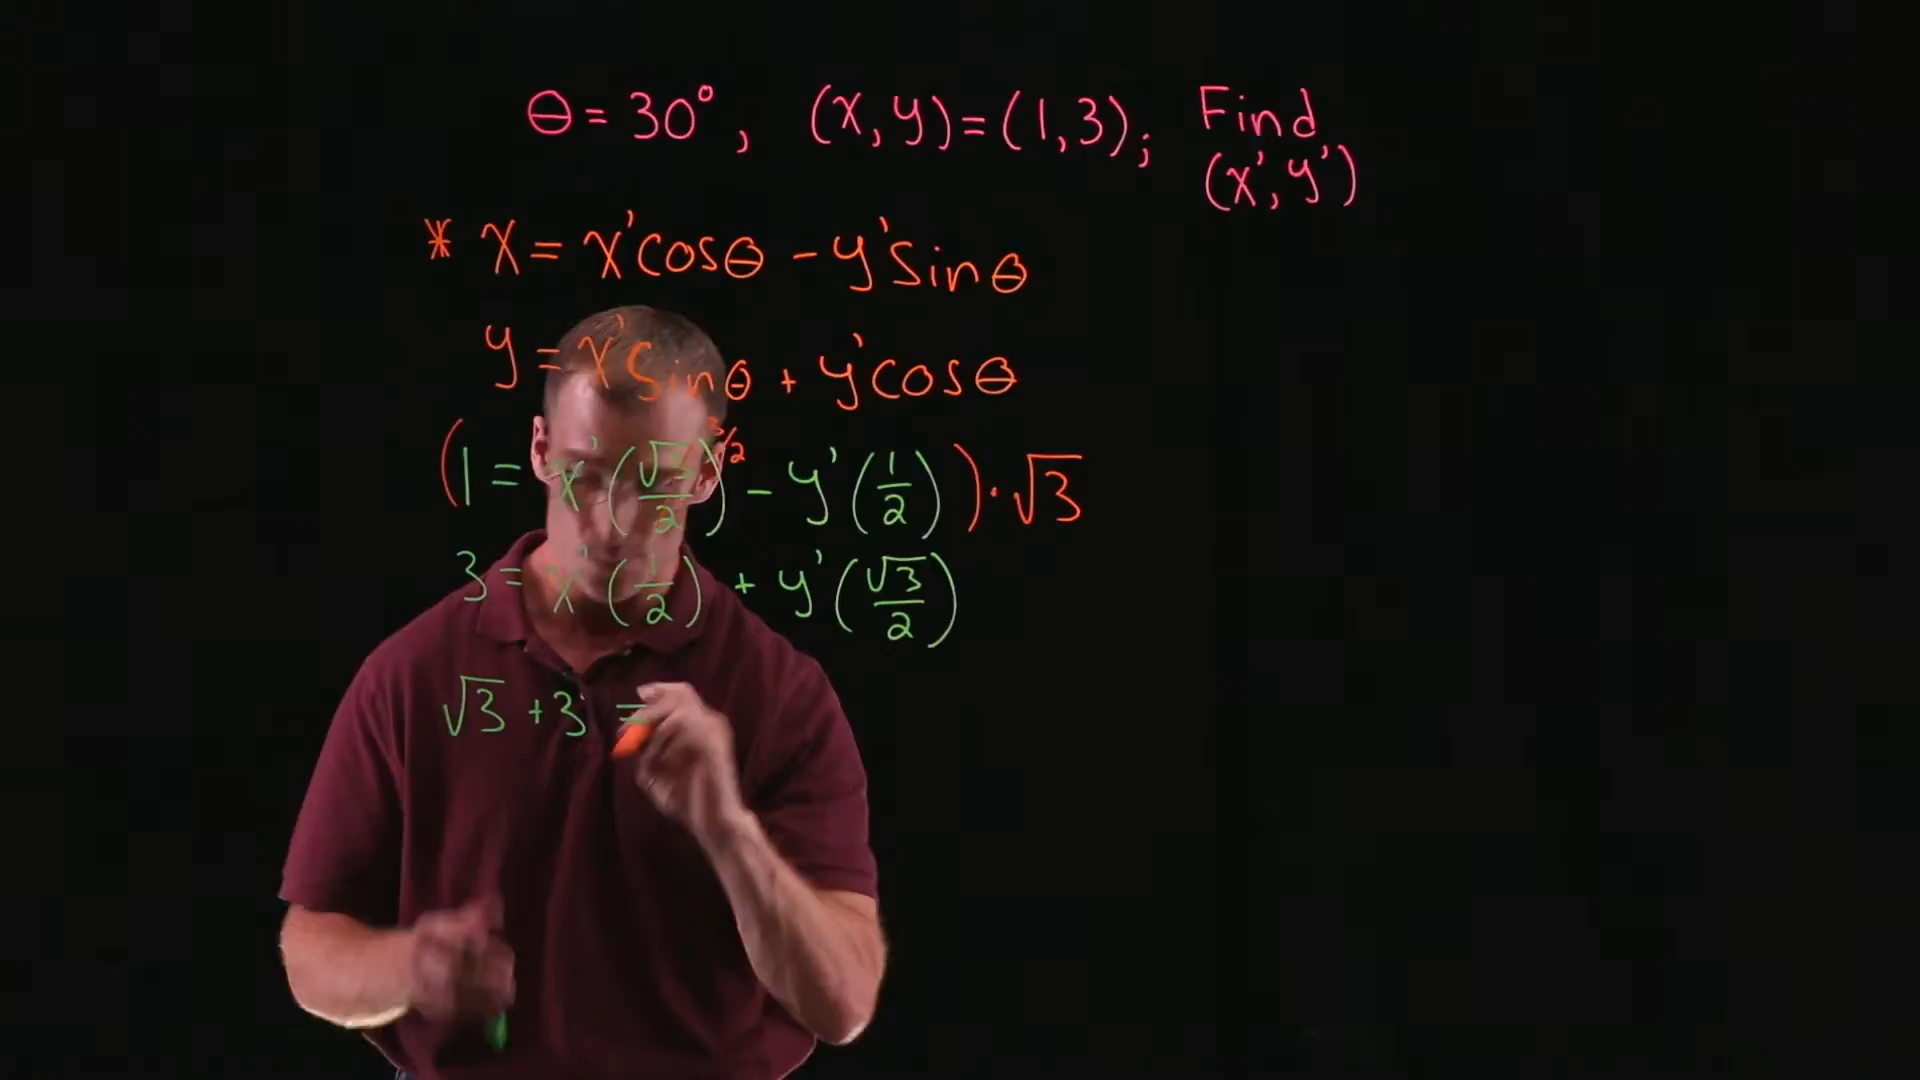 θ = 30°, (x, y) = (1, 3); Find
(x', y')
* x = x'cosθ - y'sinθ
y = x'sinθ + y'cosθ
3/2
(1 = x'(√3/2) - y'(1/2))·√3
3 = x'(1/2) + y'(√3/2)
√3 + 3 =